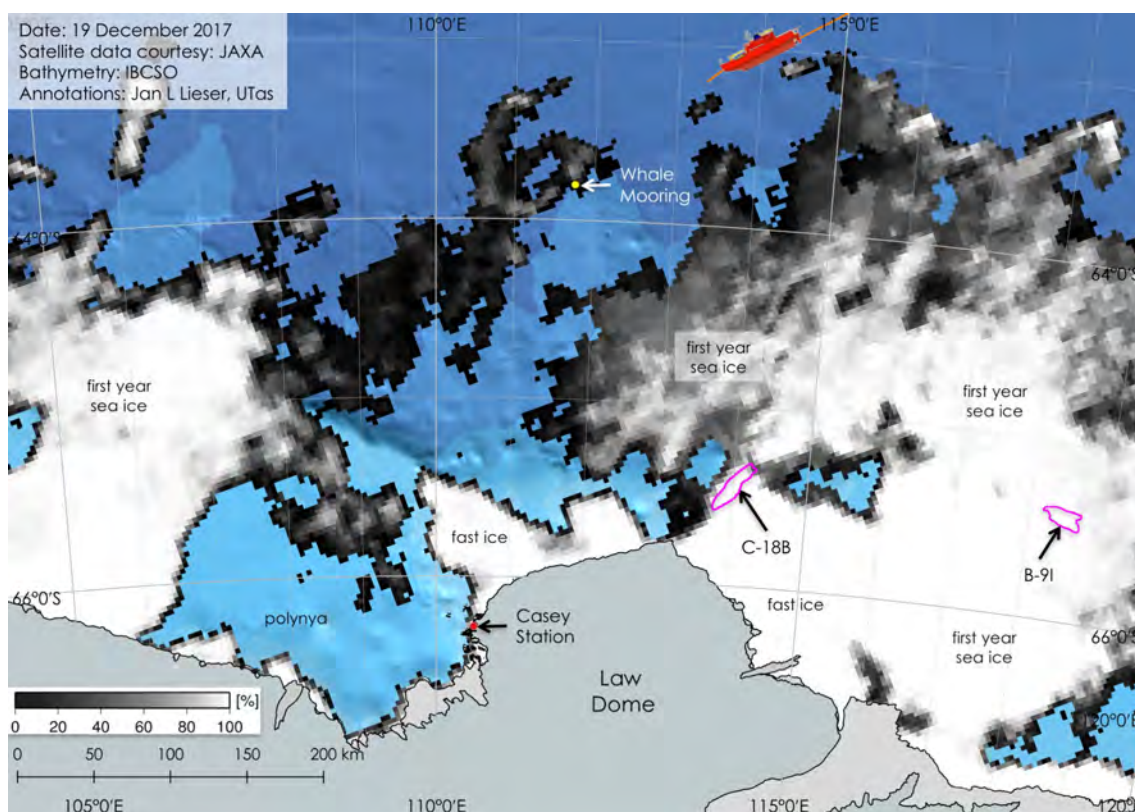 Date: 19 December 2017
Satellite data courtesy: JAXA
Bathymetry: IBCSO
Annotations: Jan L Lieser, UTas
110°0'E
115°0'E
Whale
Mooring
64°0'S
64°0'S
first year
sea ice
first year
sea ice
first year
sea ice
C-18B
fast ice
B-9I
66°0'S
fast ice
polynya
Casey
Station
66°0'S
first year
sea ice
Law
Dome
[%]
0 20 40 60 80 100
120°0'E
0 50 100 150 200 km
105°0'E
110°0'E
115°0'E
120°